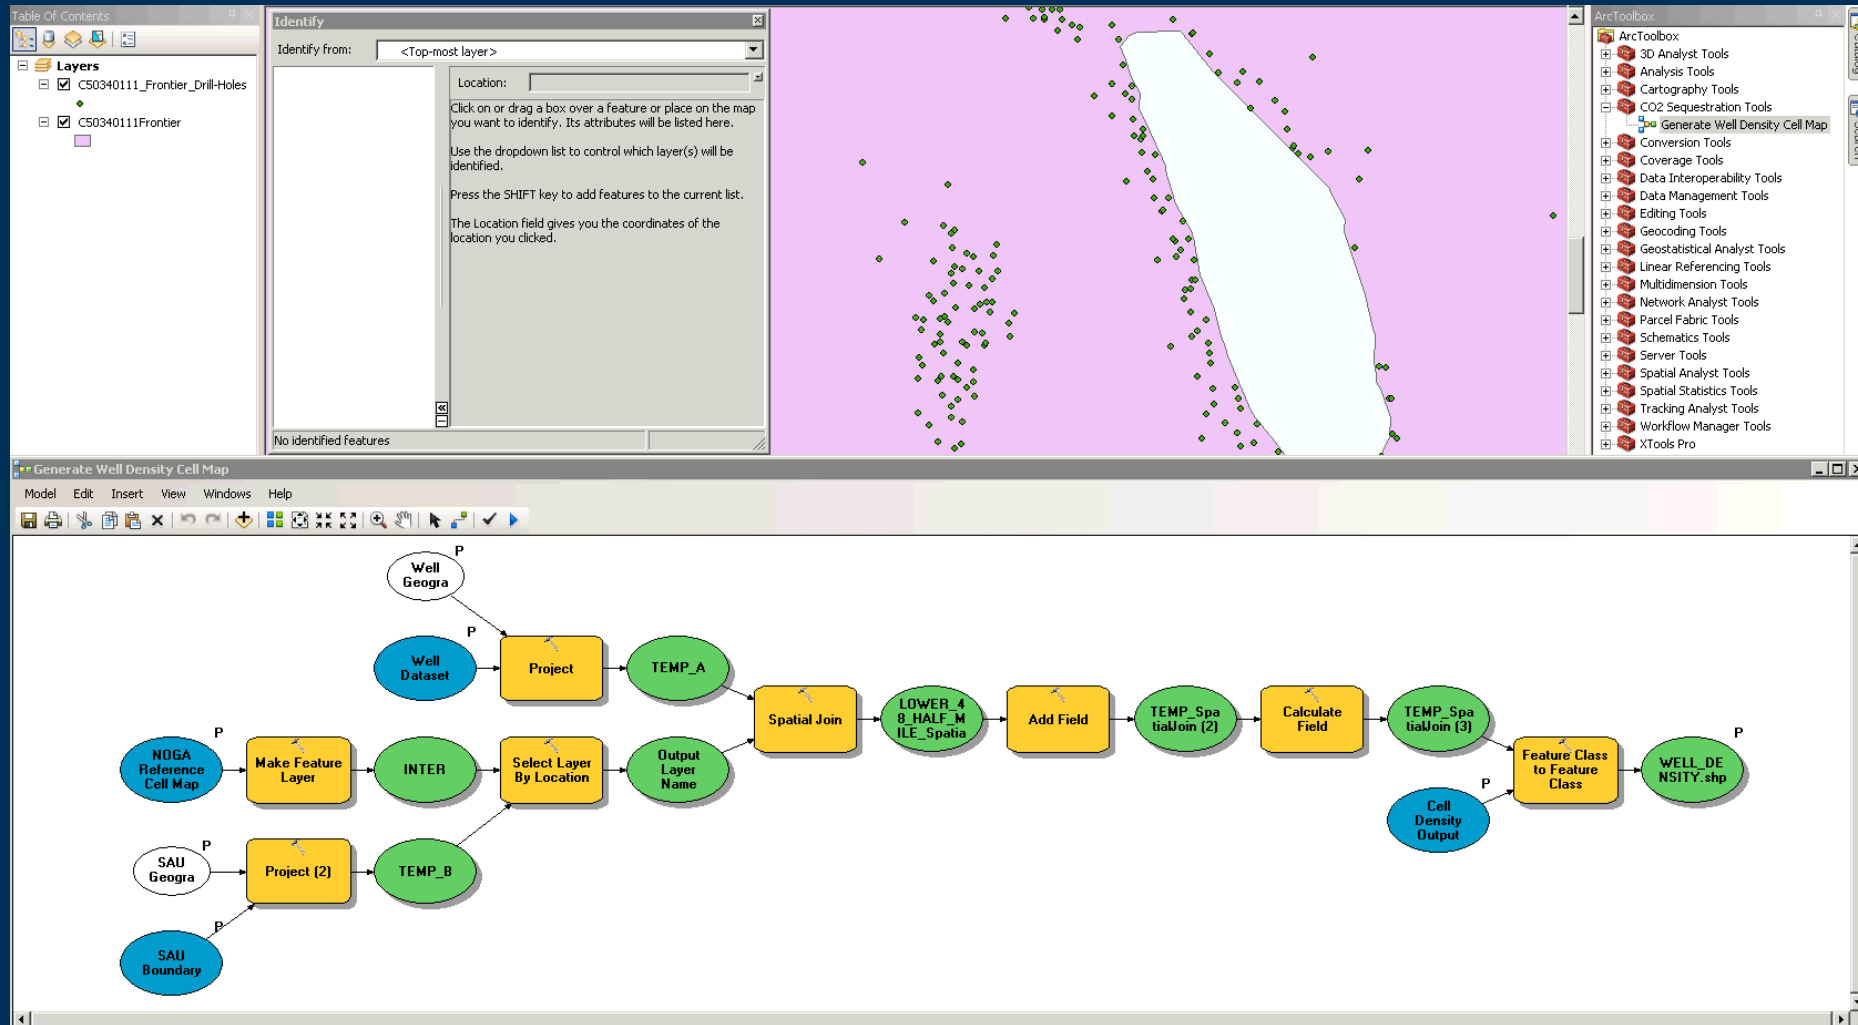 Table Of Contents
Layers
C50340111_Frontier_Drill-Holes
C50340111Frontier
Identify
Identify from:
<Top-most layer>
Location:
Click on or drag a box over a feature or place on the map
you want to identify. Its attributes will be listed here.
Use the dropdown list to control which layer(s) will be
identified.
Press the SHIFT key to add features to the current list.
The Location field gives you the coordinates of the
location you clicked.
No identified features
ArcToolbox
ArcToolbox
3D Analyst Tools
Analysis Tools
Cartography Tools
CO2 Sequestration Tools
Generate Well Density Cell Map
Conversion Tools
Coverage Tools
Data Interoperability Tools
Data Management Tools
Editing Tools
Geocoding Tools
Geostatistical Analyst Tools
Linear Referencing Tools
Multidimension Tools
Network Analyst Tools
Parcel Fabric Tools
Schematics Tools
Server Tools
Spatial Analyst Tools
Spatial Statistics Tools
Tracking Analyst Tools
Workflow Manager Tools
XTools Pro
Generate Well Density Cell Map
Model Edit Insert View Windows Help
P
Well
Geogra
P
Well
Dataset
Project
TEMP_A
P
NOGA
Reference
Cell Map
Make Feature
Layer
INTER
Select Layer
By Location
Output
Layer
Name
P
SAU
Geogra
Project (2)
TEMP_B
P
SAU
Boundary
Spatial Join
LOWER_4
8_HALF_M
ILE_Spatia
Add Field
TEMP_Spa
tialJoin (2)
Calculate
Field
TEMP_Spa
tialJoin (3)
P
Cell
Density
Output
Feature Class
to Feature
Class
P
WELL_DE
NSITY.shp